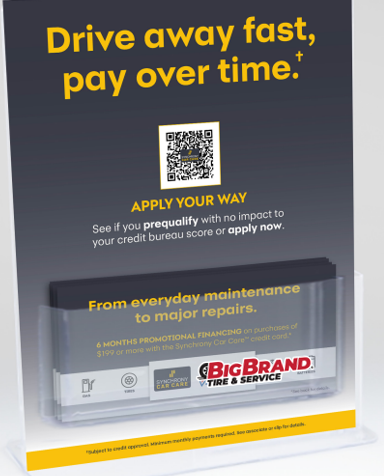 Drive away fast,
pay over time.†
APPLY YOUR WAY
See if you prequalify with no impact to
your credit bureau score or apply now.
From everyday maintenance
to major repairs.
6 MONTHS PROMOTIONAL FINANCING on purchases of
$199 or more with the Synchrony Car Care™ credit card.*
SYNCHRONY
CAR CARE
BIG BRAND
TIRE & SERVICE
*Subject to credit approval. Minimum monthly payments required. See associate or slip for details.